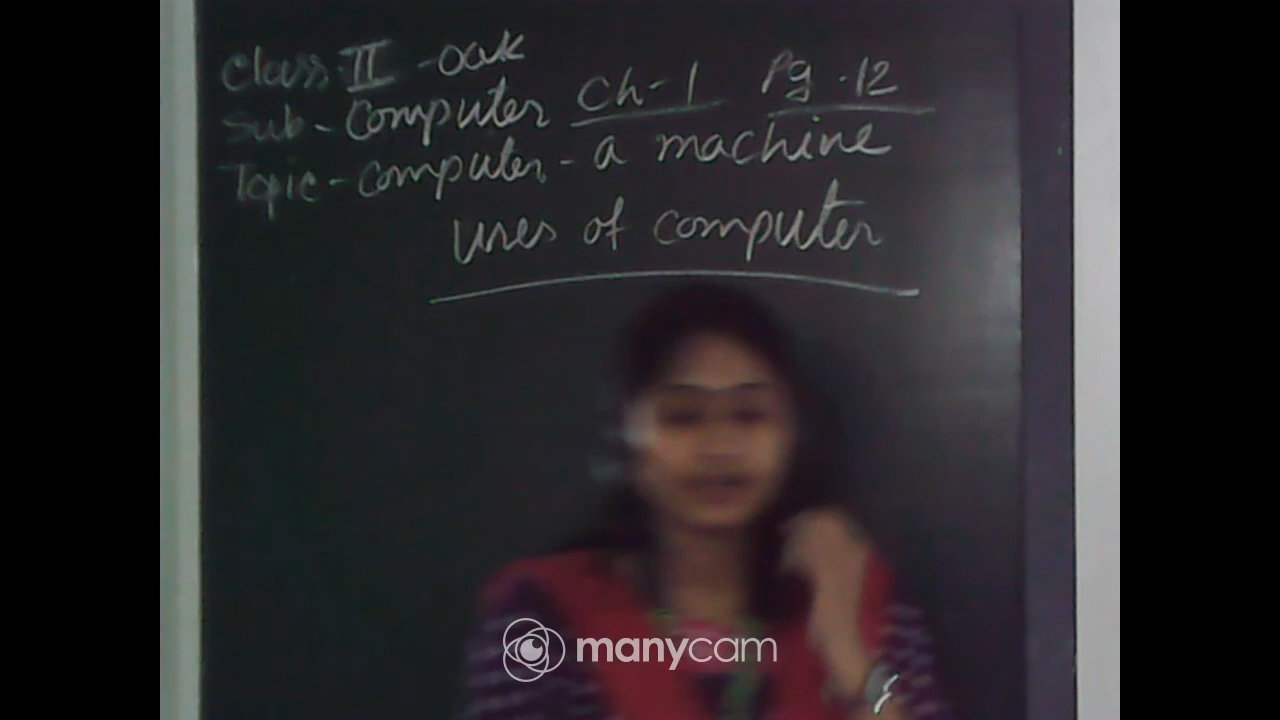 Class-II -oak
Sub- Computer Ch-1 Pg-12
Topic- Computer - a machine
uses of computer
manycam